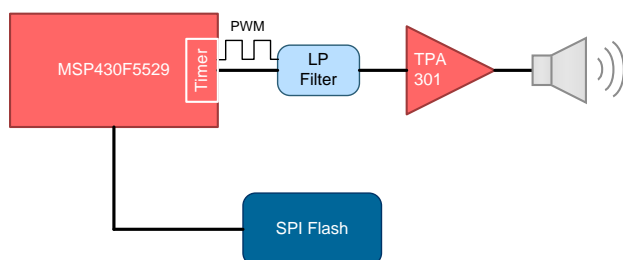 PWM
MSP430F5529
Timer
LP
Filter
TPA
301
SPI Flash